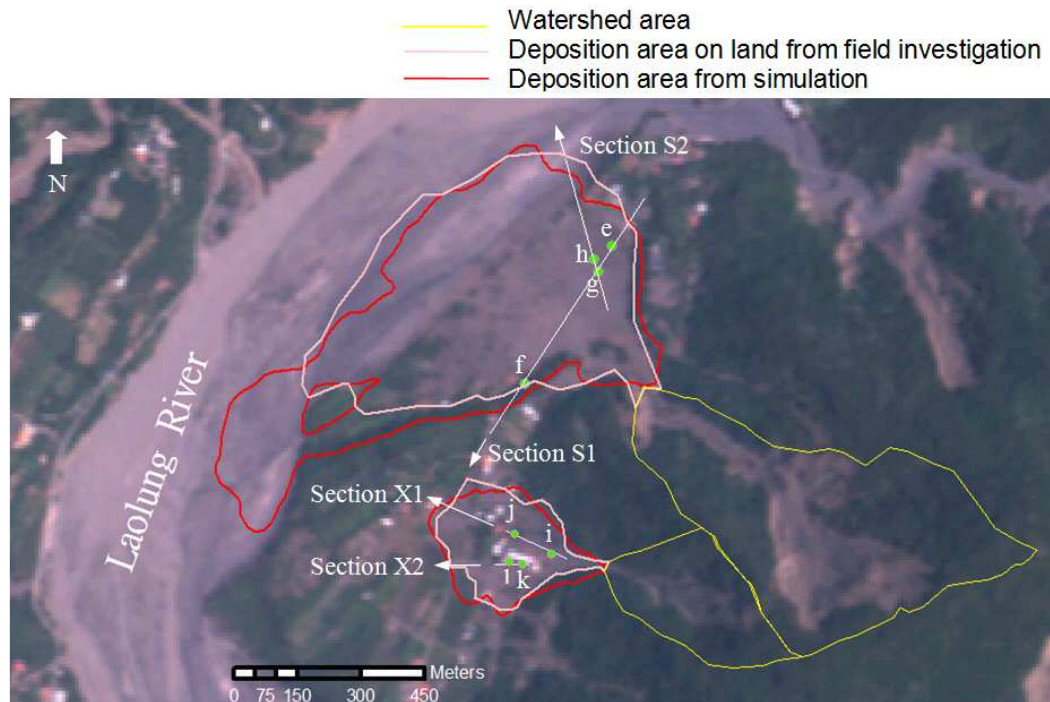 Watershed area
Deposition area on land from field investigation
Deposition area from simulation
N
Section S2
e
h
g
f
Laolung River
Section S1
Section X1
j
i
Section X2
l k
Meters
0 75 150 300 450